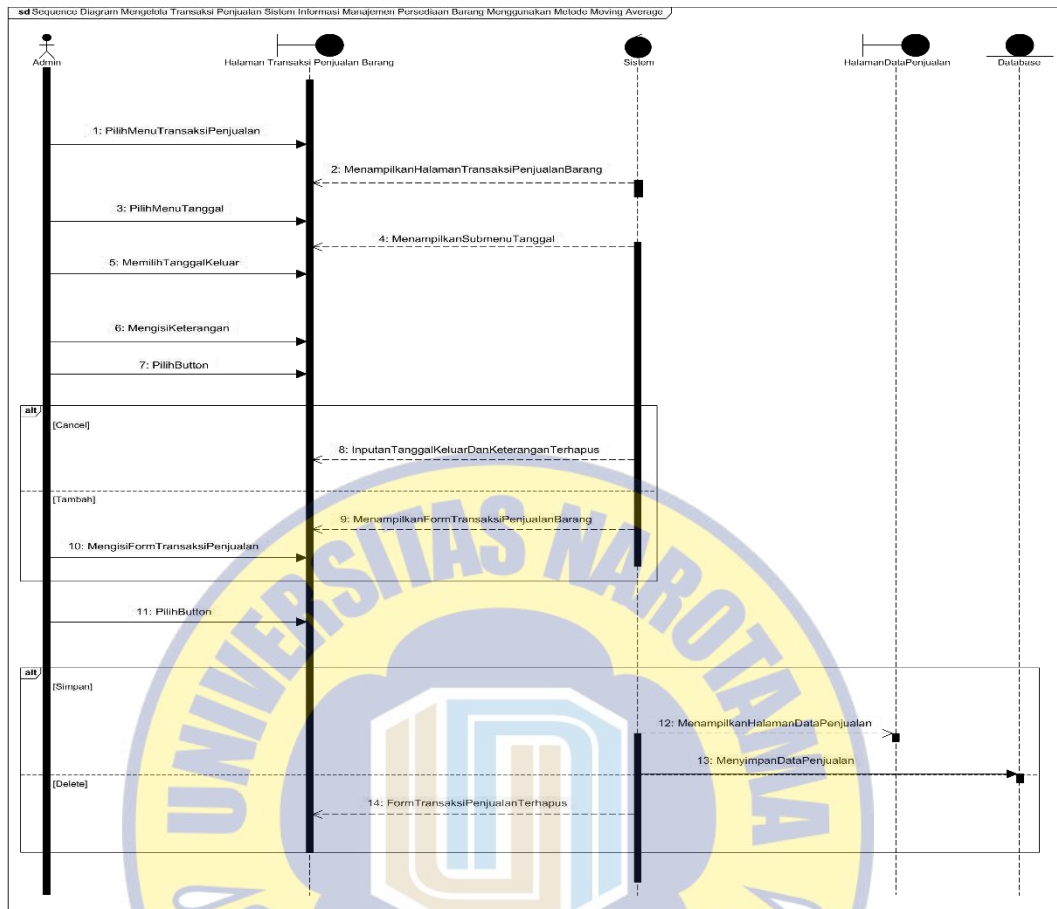 sd Sequence Diagram Mengelola Transaksi Penjualan Sistem Informasi Manajemen Persediaan Barang Menggunakan Metode Moving Average
Admin
Halaman Transaksi Penjualan Barang
Sistem
HalamanDataPenjualan
Database
1: PilihMenuTransaksiPenjualan
2: MenampilkanHalamanTransaksiPenjualanBarang
3: PilihMenuTanggal
4: MenampilkanSubmenuTanggal
5: MemilihTanggalKeluar
6: MengisiKeterangan
7: PilihButton
alt
[Cancel]
8: InputanTanggalKeluarDanKeteranganTerhapus
[Tambah]
9: MenampilkanFormTransaksiPenjualanBarang
10: MengisiFormTransaksiPenjualan
11: PilihButton
alt
[Simpan]
12: MenampilkanHalamanDataPenjualan
13: MenyimpanDataPenjualan
[Delete]
14: FormTransaksiPenjualanTerhapus
UNIVERSITAS NAROTAMA